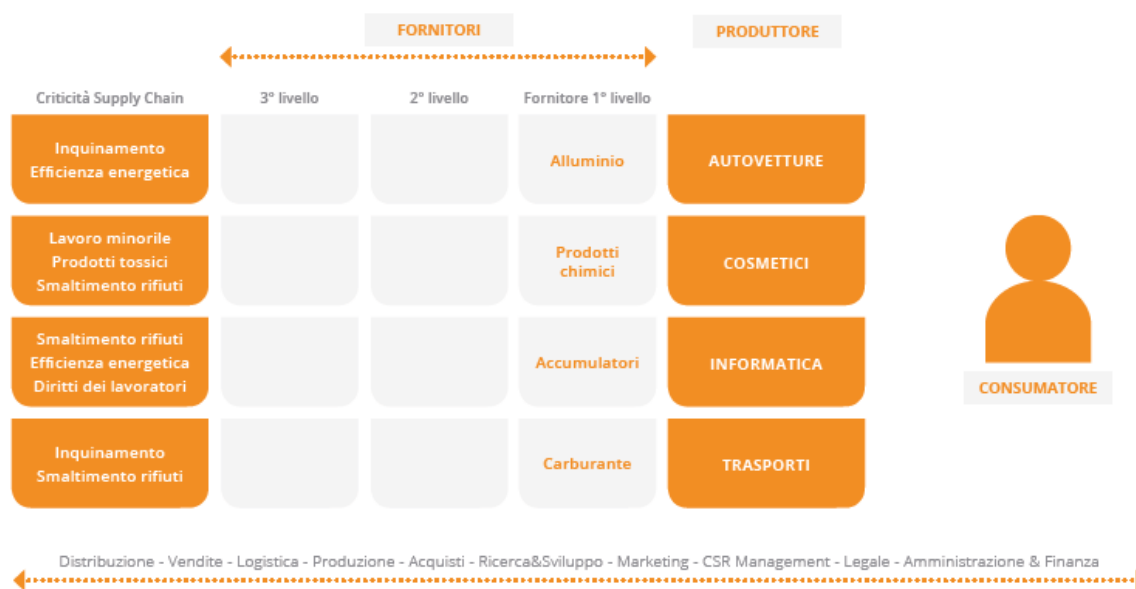 FORNITORI
PRODUTTORE
Criticità Supply Chain
3° livello
2° livello
Fornitore 1° livello
Inquinamento
Efficienza energetica
Alluminio
AUTOVETTURE
Lavoro minorile
Prodotti tossici
Smaltimento rifiuti
Prodotti
chimici
COSMETICI
Smaltimento rifiuti
Efficienza energetica
Diritti dei lavoratori
Accumulatori
INFORMATICA
CONSUMATORE
Inquinamento
Smaltimento rifiuti
Carburante
TRASPORTI
Distribuzione - Vendite - Logistica - Produzione - Acquisti - Ricerca&Sviluppo - Marketing - CSR Management - Legale - Amministrazione & Finanza